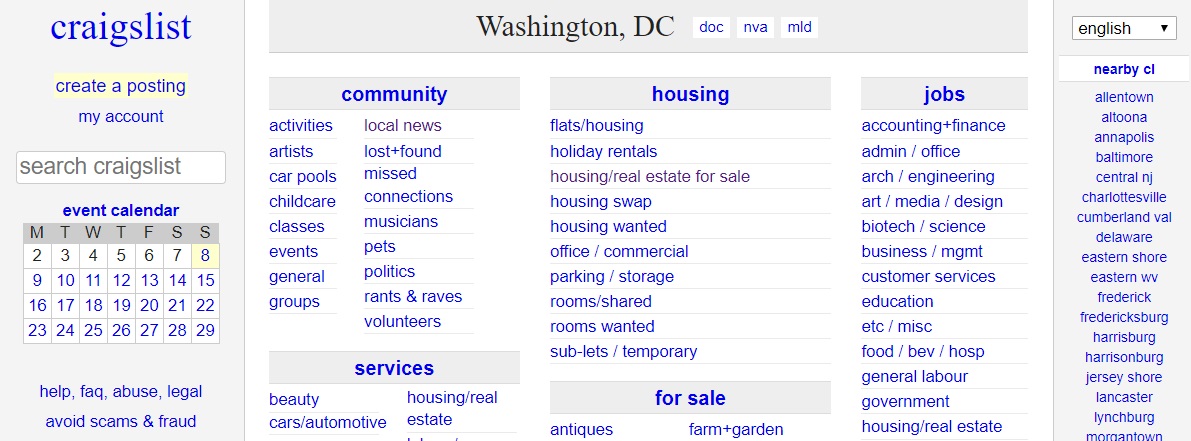 craigslist
create a posting
my account
search craigslist
event calendar
M T W T F S S
2 3 4 5 6 7 8
9 10 11 12 13 14 15
16 17 18 19 20 21 22
23 24 25 26 27 28 29
help, faq, abuse, legal
avoid scams & fraud
Washington, DC doc nva mld
community
activities
artists
car pools
childcare
classes
events
general
groups
local news
lost+found
missed
connections
musicians
pets
politics
rants & raves
volunteers
services
beauty
cars/automotive
housing/real
estate
housing
flats/housing
holiday rentals
housing/real estate for sale
housing swap
housing wanted
office / commercial
parking / storage
rooms/shared
rooms wanted
sub-lets / temporary
for sale
antiques
farm+garden
jobs
accounting+finance
admin / office
arch / engineering
art / media / design
biotech / science
business / mgmt
customer services
education
etc / misc
food / bev / hosp
general labour
government
housing/real estate
english
nearby cl
allentown
altoona
annapolis
baltimore
central nj
charlottesville
cumberland val
delaware
eastern shore
eastern wv
frederick
fredericksburg
harrisburg
harrisonburg
jersey shore
lancaster
lynchburg
morgantown